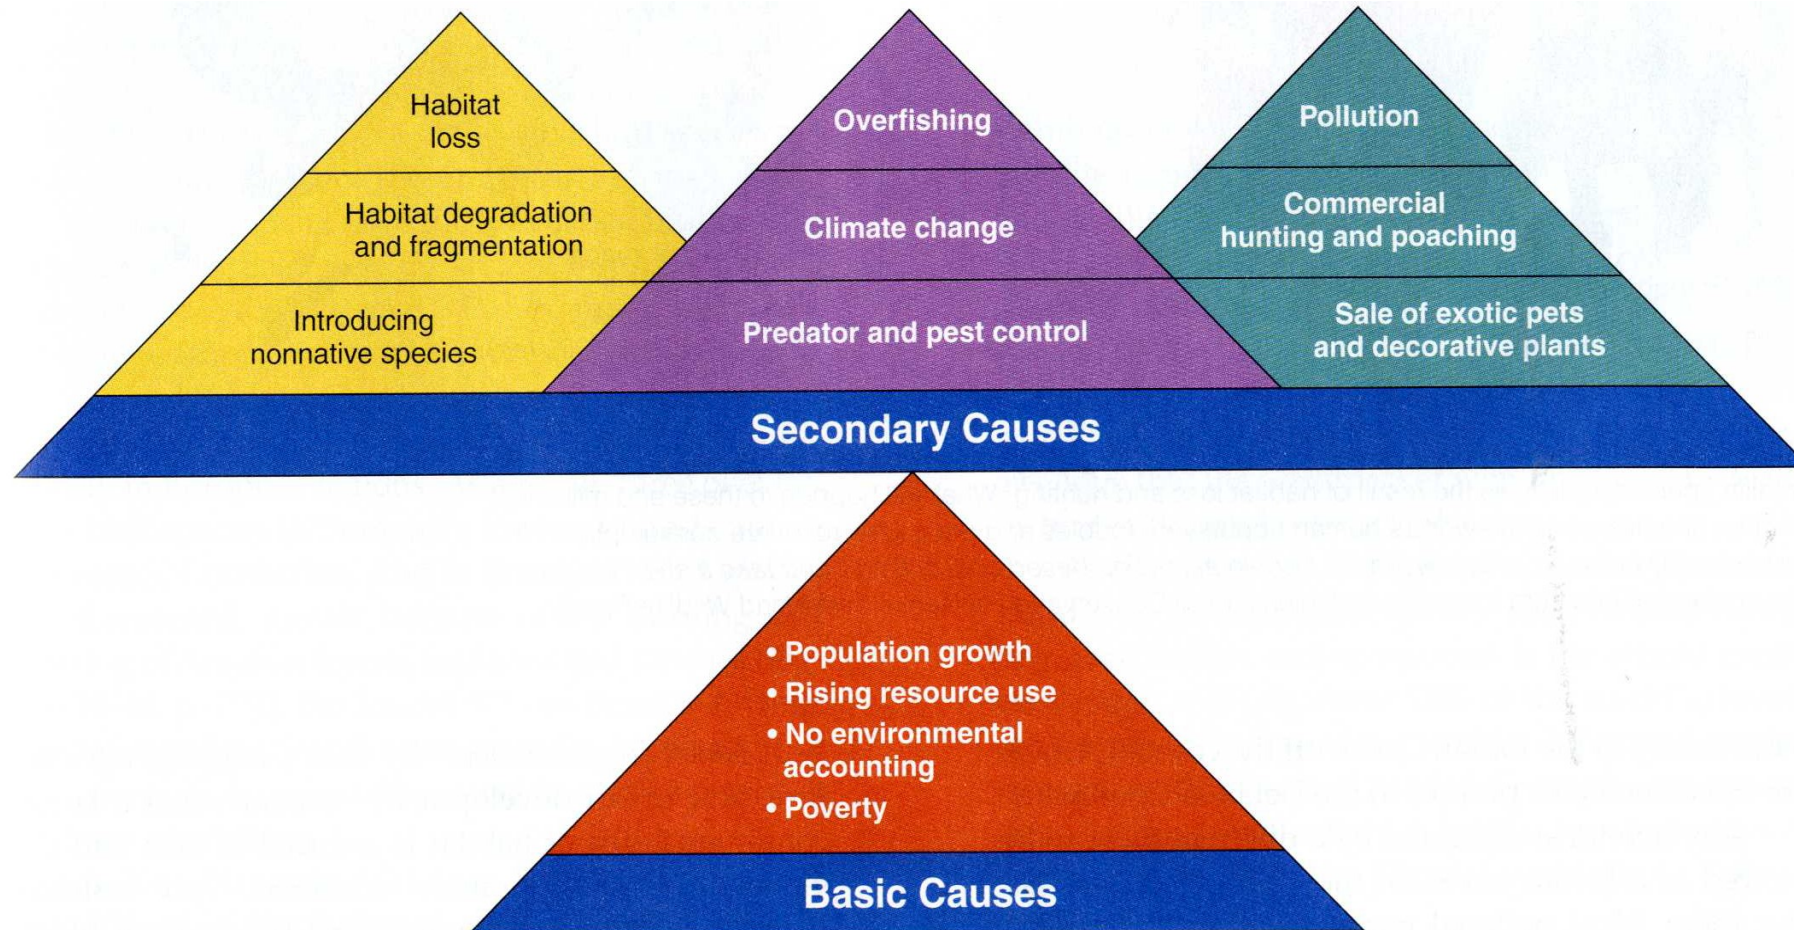 Habitat
loss
Habitat degradation
and fragmentation
Introducing
nonnative species
Overfishing
Climate change
Predator and pest control
Pollution
Commercial
hunting and poaching
Sale of exotic pets
and decorative plants
Secondary Causes
• Population growth
• Rising resource use
• No environmental
accounting
• Poverty
Basic Causes